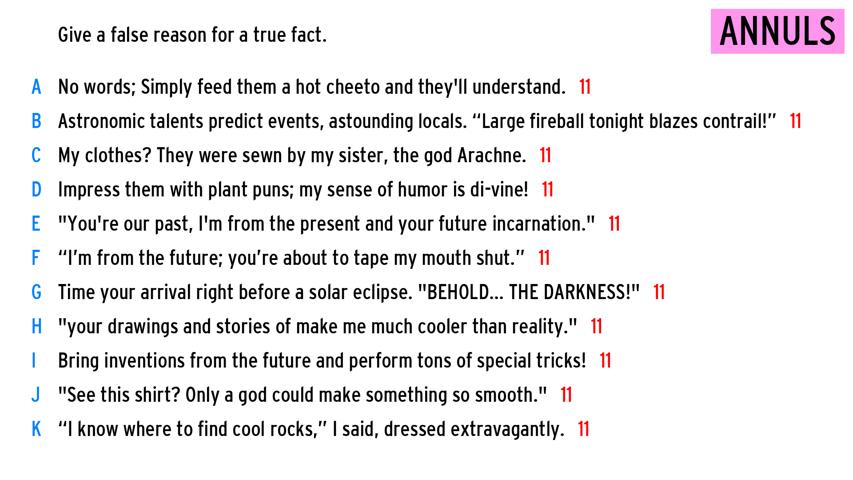 Give a false reason for a true fact.
ANNULS
A No words; Simply feed them a hot cheeto and they'll understand. 11
B Astronomic talents predict events, astounding locals. “Large fireball tonight blazes contrail!” 11
C My clothes? They were sewn by my sister, the god Arachne. 11
D Impress them with plant puns; my sense of humor is di-vine! 11
E "You're our past, I'm from the present and your future incarnation." 11
F “I’m from the future; you’re about to tape my mouth shut.” 11
G Time your arrival right before a solar eclipse. "BEHOLD... THE DARKNESS!" 11
H "your drawings and stories of make me much cooler than reality." 11
I Bring inventions from the future and perform tons of special tricks! 11
J "See this shirt? Only a god could make something so smooth." 11
K “I know where to find cool rocks,” I said, dressed extravagantly. 11